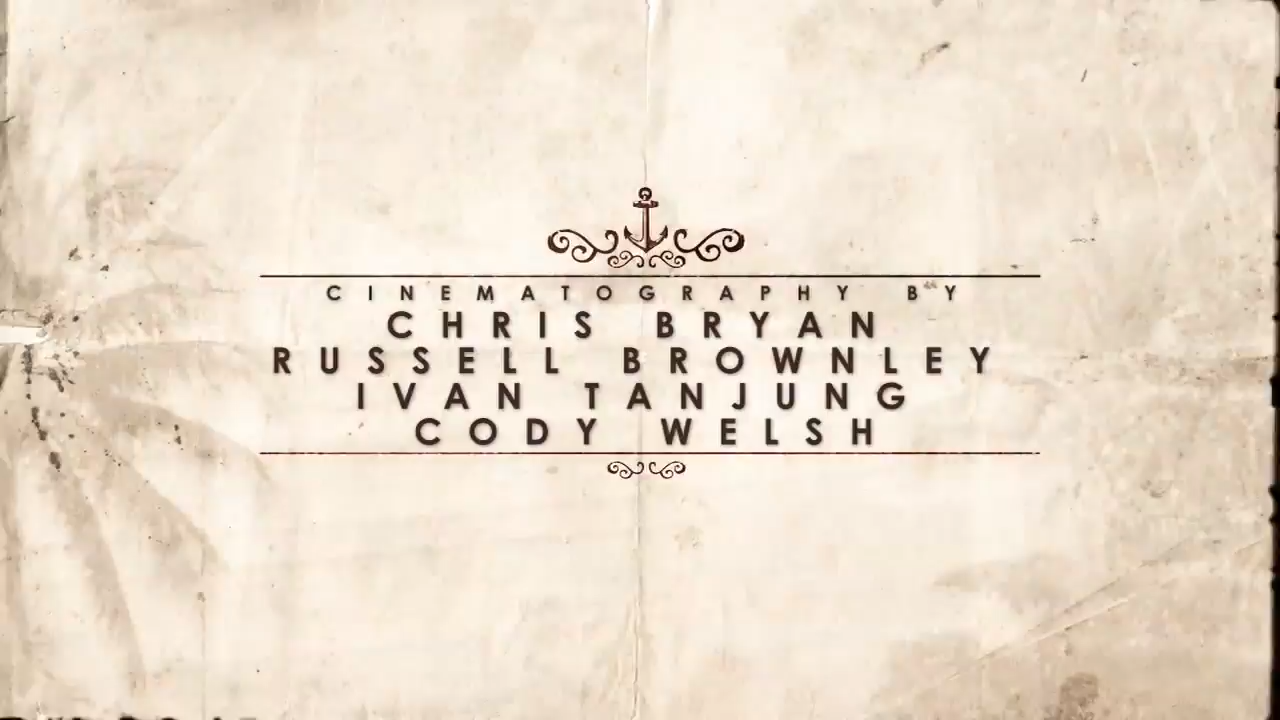 CINEMATOGRAPHY BY
CHRIS BRYAN
RUSSELL BROWNLEY
IVAN TANJUNG
CODY WELSH